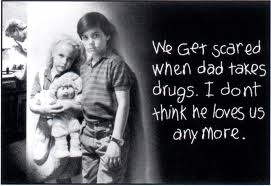 We Get scared
when dad takes
drugs. I dont
think he loves us
any more.